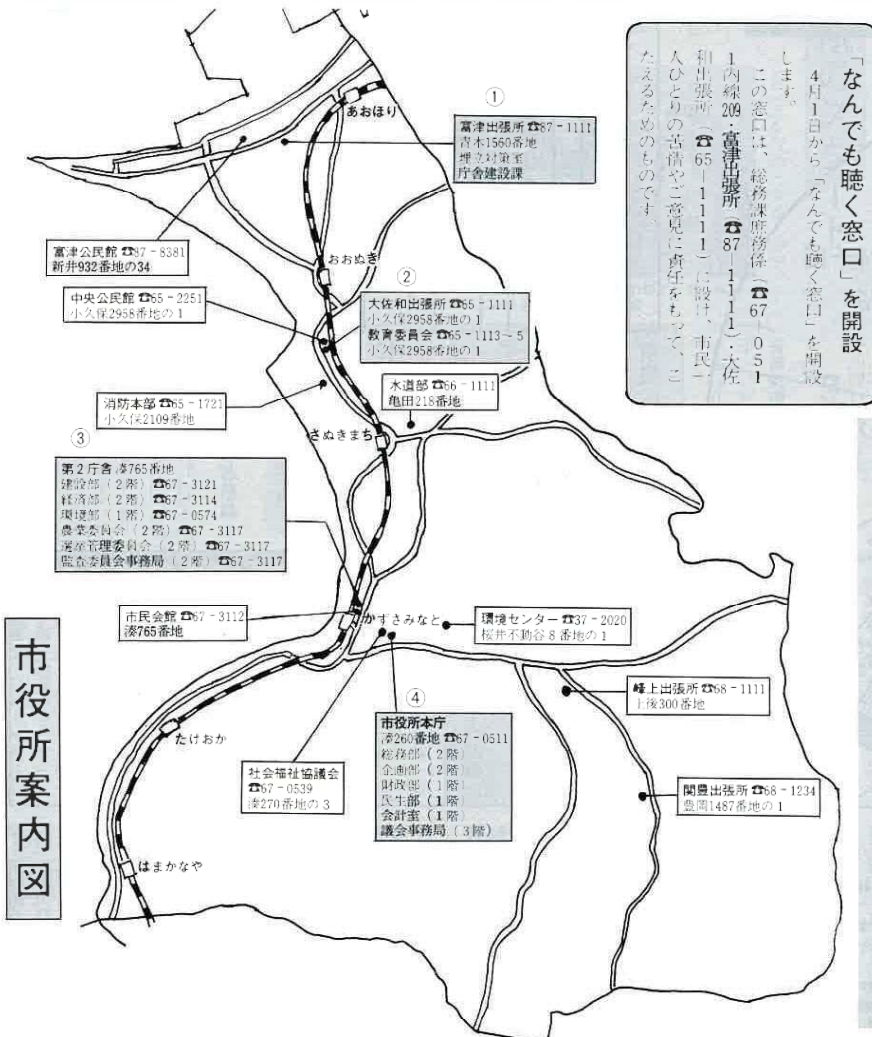 「なんでも聴く窓口」を開設
4月1日から「なんでも聴く窓口」を開設
します。
この窓口は、総務課庶務係（☎67-051
1内線209・富津出張所（☎87-1111）・大佐
和出張所（☎65-1111）に設け、市民一
人ひとりの苦情やご意見に責任をもって、こ
たえるためのものです。
あおほり
①
富津出張所 ☎87-1111
青木1560番地
埋立対策室
庁舎建設課
富津公民館 ☎87-8381
新井932番地の34
おおぬき
中央公民館 ☎65-2251
小久保2958番地の1
②
大佐和出張所 ☎65-1111
小久保2958番地の1
教育委員会 ☎65-1113～5
小久保2958番地の1
消防本部 ☎65-1721
小久保2109番地
水道部 ☎66-1111
亀田218番地
さぬきまち
③
第2庁舎 湊765番地
建設部（2階）☎67-3121
経済部（2階）☎67-3114
環境部（1階）☎67-0574
農業委員会（2階）☎67-3117
選挙管理委員会（2階）☎67-3117
監査委員会事務局（2階）☎67-3117
市民会館 ☎67-3112
湊765番地
かずさみなと
環境センター ☎37-2020
桜井不動谷8番地の1
④
市役所本庁
湊260番地 ☎67-0511
総務部（2階）
企画部（2階）
財政部（1階）
民生部（1階）
会計室（1階）
議会事務局（3階）
峰上出張所 ☎68-1111
上後300番地
たけおか
社会福祉協議会
☎67-0539
湊270番地の3
関豊出張所 ☎68-1234
豊岡1487番地の1
はまかなや
市役所案内図